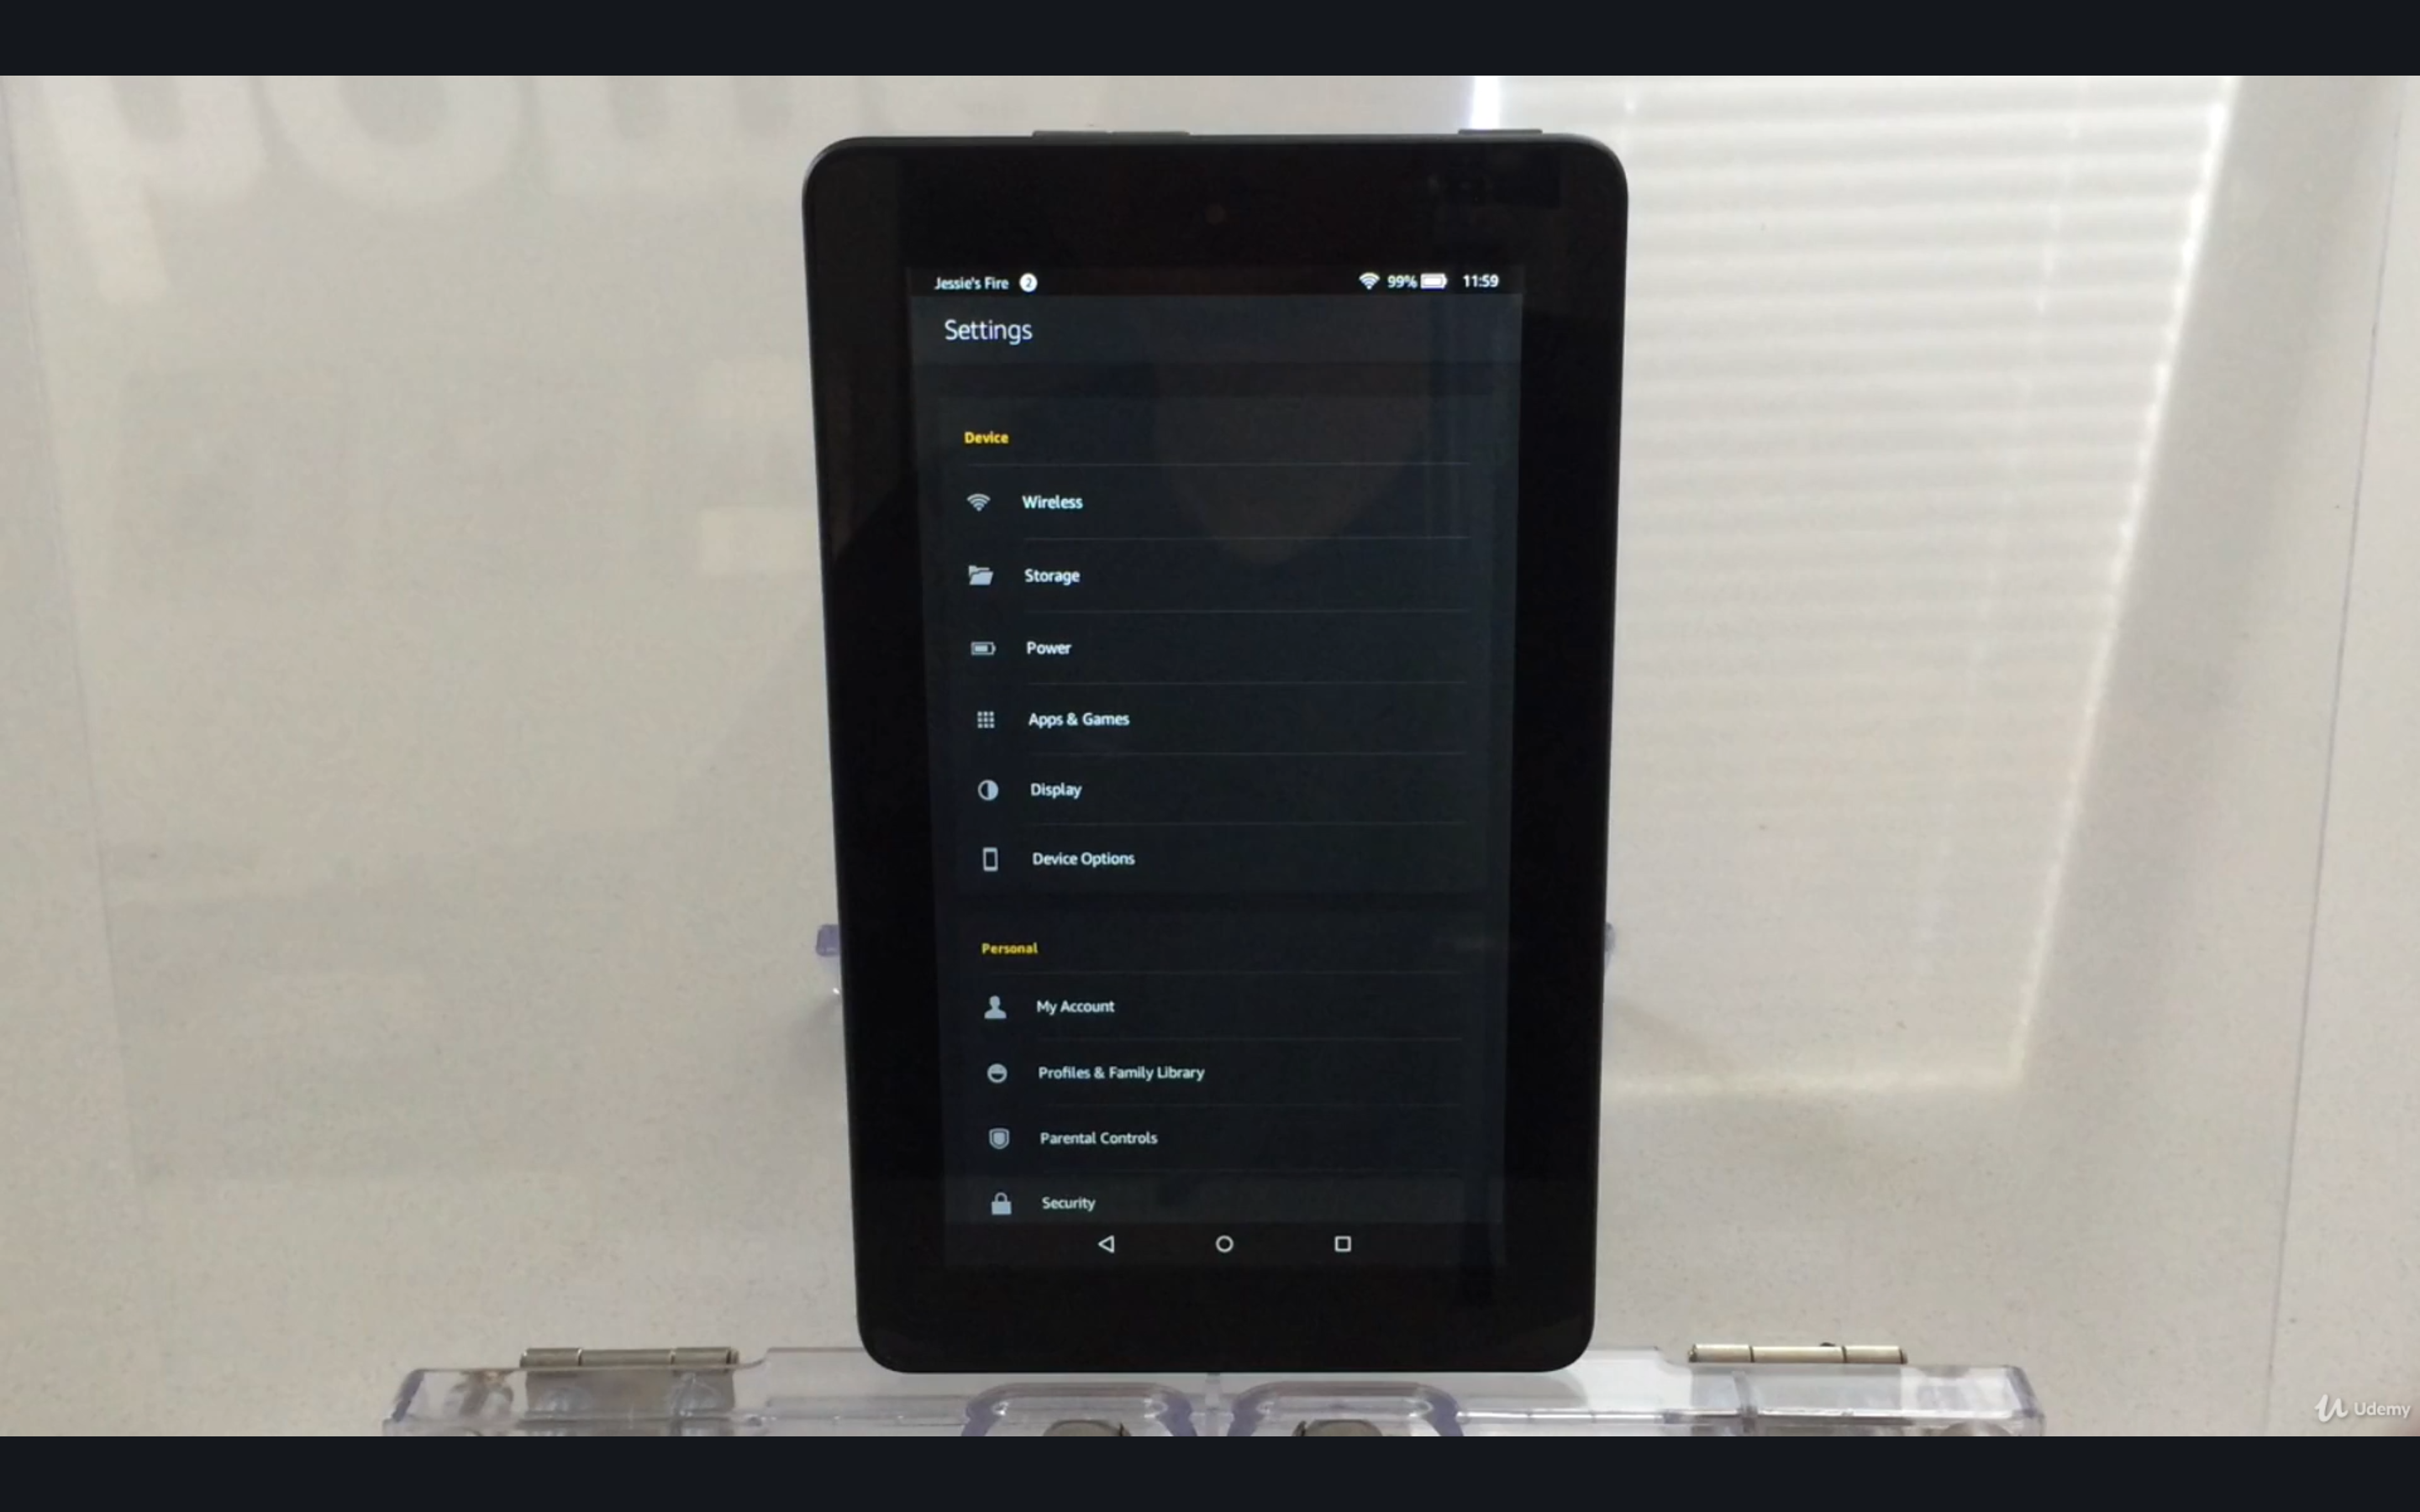 Jessie's Fire 2 99% 11:59
Settings
Device
Wireless
Storage
Power
Apps & Games
Display
Device Options
Personal
My Account
Profiles & Family Library
Parental Controls
Security
Udemy